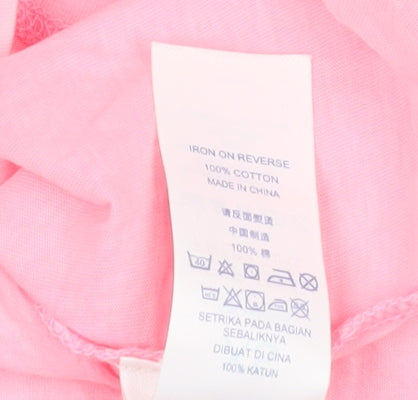 IRON ON REVERSE
100% COTTON
MADE IN CHINA
请反面熨烫
中国制造
100% 棉
40
SETRIKA PADA BAGIAN
SEBALIKNYA
DIBUAT DI CINA
100% KATUN